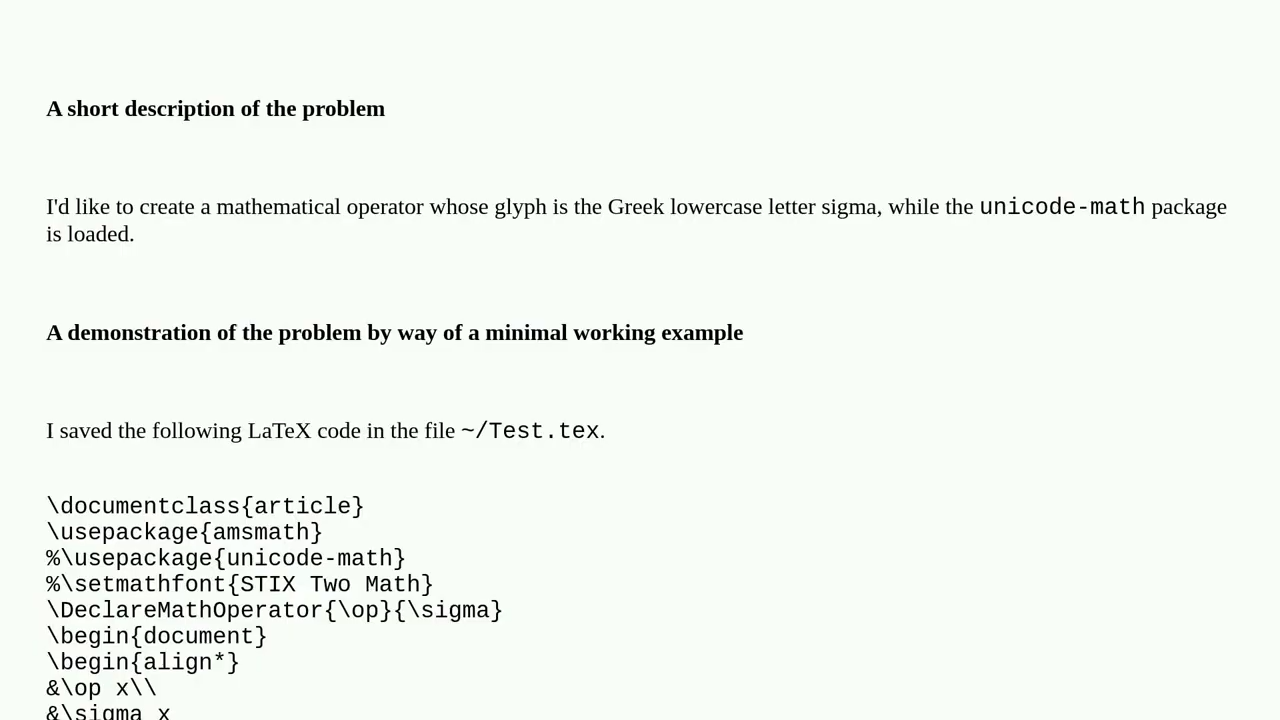 A short description of the problem
I'd like to create a mathematical operator whose glyph is the Greek lowercase letter sigma, while the unicode-math package
is loaded.
A demonstration of the problem by way of a minimal working example
I saved the following LaTeX code in the file ~/Test.tex.
\documentclass{article}
\usepackage{amsmath}
%\usepackage{unicode-math}
%\setmathfont{STIX Two Math}
\DeclareMathOperator{\op}{\sigma}
\begin{document}
\begin{align*}
&\op x\\
&\sigma x